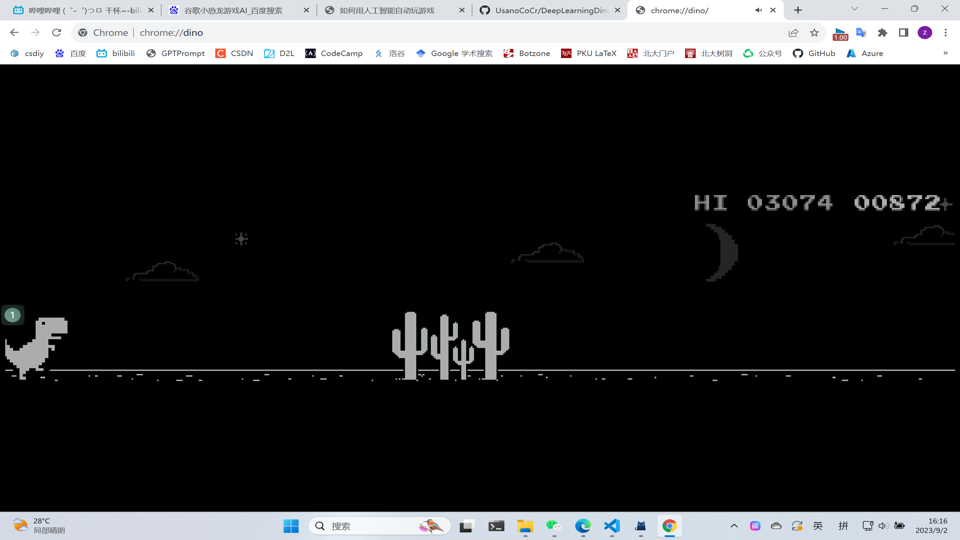 哔哩哔哩 (゜-゜)つロ 干杯~-bili
谷歌小恐龙游戏AI_百度搜索
如何用人工智能自动玩游戏
UsanoCoCr/DeepLearningDin
chrome://dino/
Chrome | chrome://dino
1.00
z
csdiy
百度
bilibili
GPTPrompt
CSDN
D2L
CodeCamp
洛谷
Google 学术搜索
Botzone
PKU LaTeX
北大门户
北大树洞
公众号
GitHub
Azure
»
HI 03074 00872
1
28°C
局部晴朗
搜索
英
拼
16:16
2023/9/2